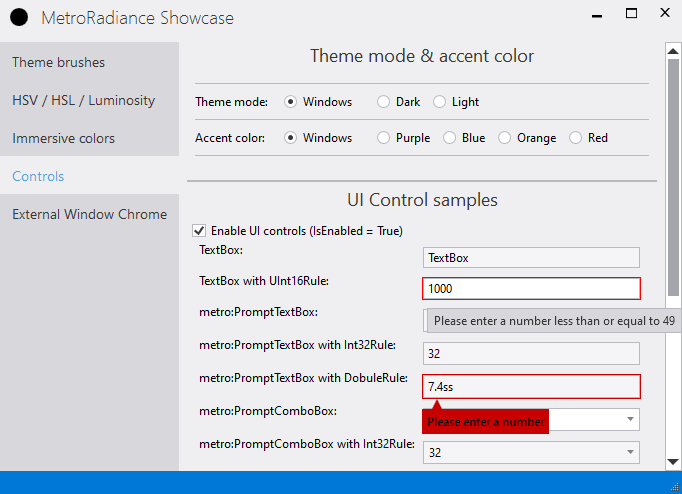 MetroRadiance Showcase
Theme brushes
HSV / HSL / Luminosity
Immersive colors
Controls
External Window Chrome
Theme mode & accent color
Theme mode: Windows Dark Light
Accent color: Windows Purple Blue Orange Red
UI Control samples
Enable UI controls (IsEnabled = True)
TextBox: TextBox
TextBox with UInt16Rule: 1000
metro:PromptTextBox:
Please enter a number less than or equal to 49
metro:PromptTextBox with Int32Rule: 32
metro:PromptTextBox with DobuleRule: 7.4ss
metro:PromptComboBox:
Please enter a number
metro:PromptComboBox with Int32Rule: 32